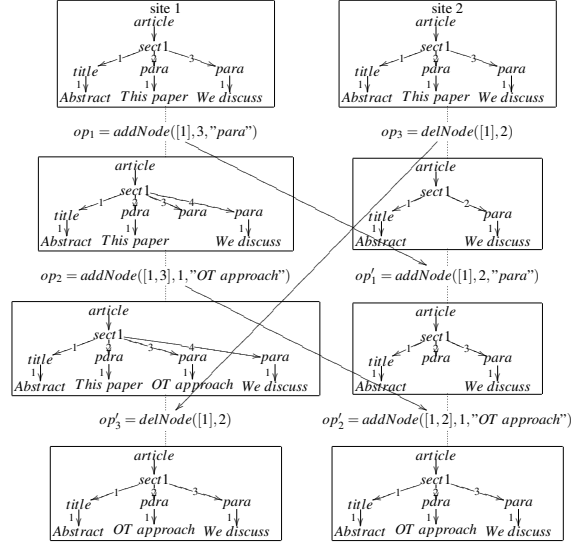 site 1
article
sect1
1 2 3
title para para
1 1 1
Abstract This paper We discuss
op1 = addNode([1],3,"para")
article
sect1
1 2 3 4
title para para para
1 1 1
Abstract This paper We discuss
op2 = addNode([1,3],1,"OT approach")
article
sect1
1 2 3 4
title para para para
1 1 1 1
Abstract This paper OT approach We discuss
op′3 = delNode([1],2)
article
sect1
1 2 3
title para para
1 1 1
Abstract OT approach We discuss
site 2
article
sect1
1 2 3
title para para
1 1 1
Abstract This paper We discuss
op3 = delNode([1],2)
article
sect1
1 2
title para
1 1
Abstract We discuss
op′1 = addNode([1],2,"para")
article
sect1
1 2 3
title para para
1 1
Abstract We discuss
op′2 = addNode([1,2],1,"OT approach")
article
sect1
1 2 3
title para para
1 1 1
Abstract OT approach We discuss